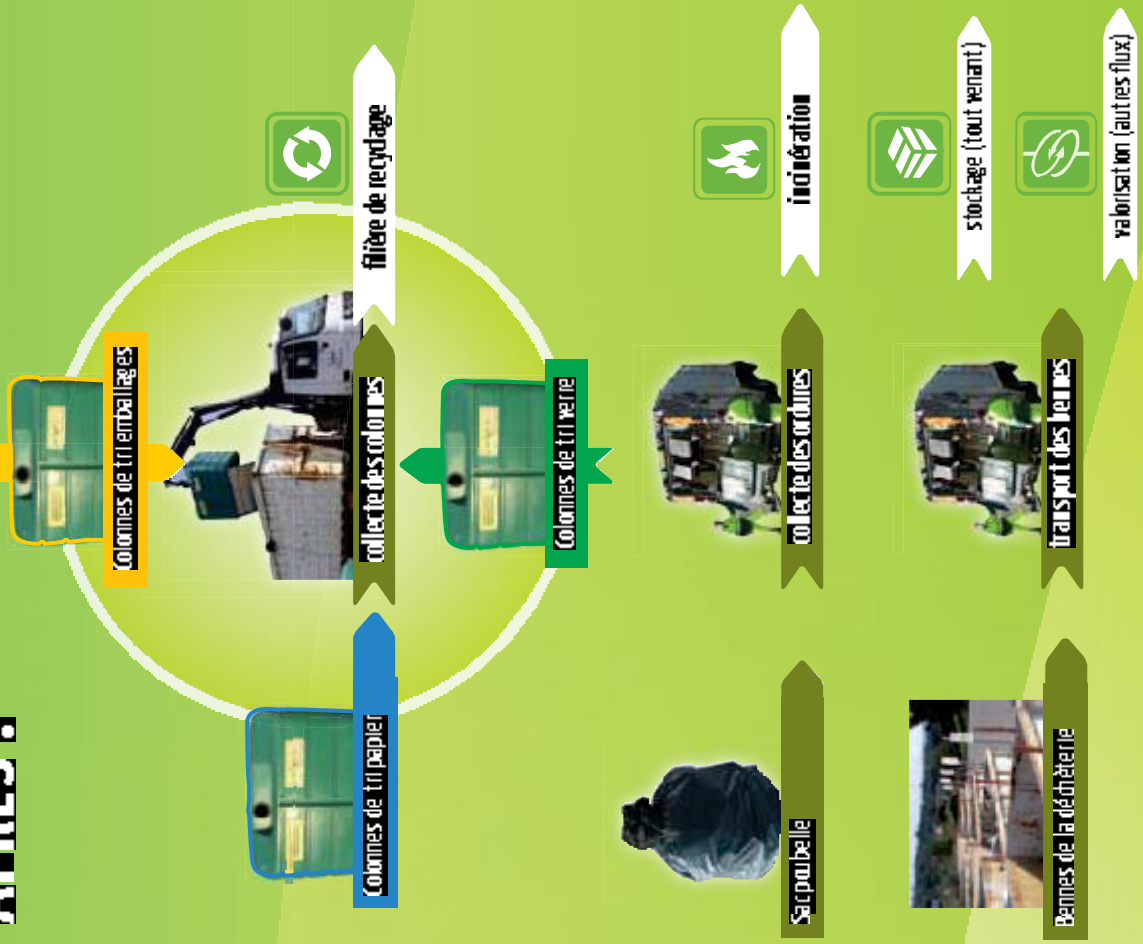 Colonnes de tri emballages
Colonnes de tri papier
collecte des colonnes
filière de recyclage
Colonnes de tri verre
Sac poubelle
collecte des ordures
incinération
Bennes de la déchèterie
transport des bennes
stockage (tout venant)
valorisation (autres flux)